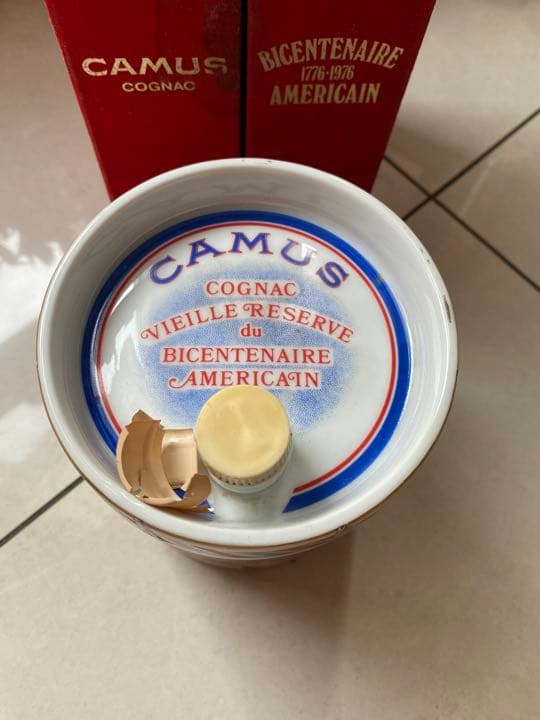 CAMUS
COGNAC
BICENTENAIRE
1776-1976
AMERICAIN
CAMUS
COGNAC
VIEILLE RESERVE
du
BICENTENAIRE
AMERICAIN